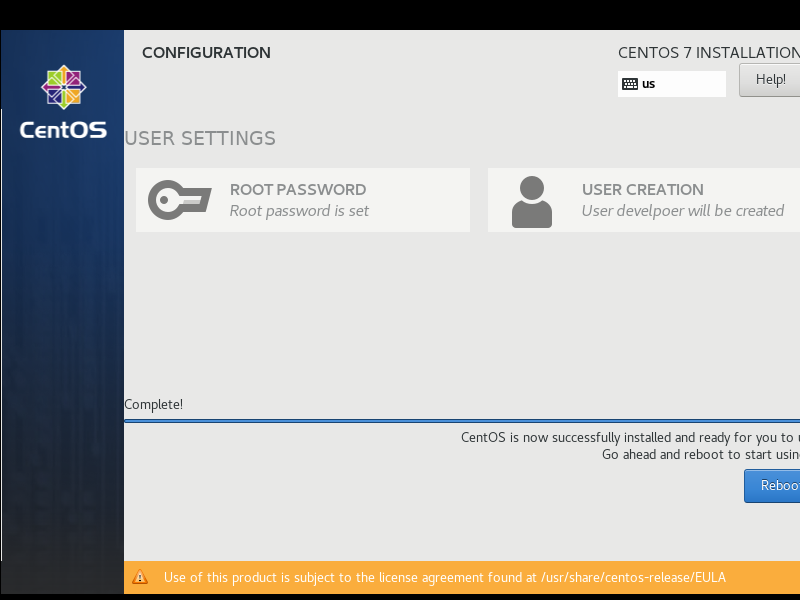 CentOS
CONFIGURATION
CENTOS 7 INSTALLATION
us
Help!
USER SETTINGS
ROOT PASSWORD
Root password is set
USER CREATION
User develpoer will be created
Complete!
CentOS is now successfully installed and ready for you to
Go ahead and reboot to start
Use of this product is subject to the license agreement found at /usr/share/centos-release/EULA